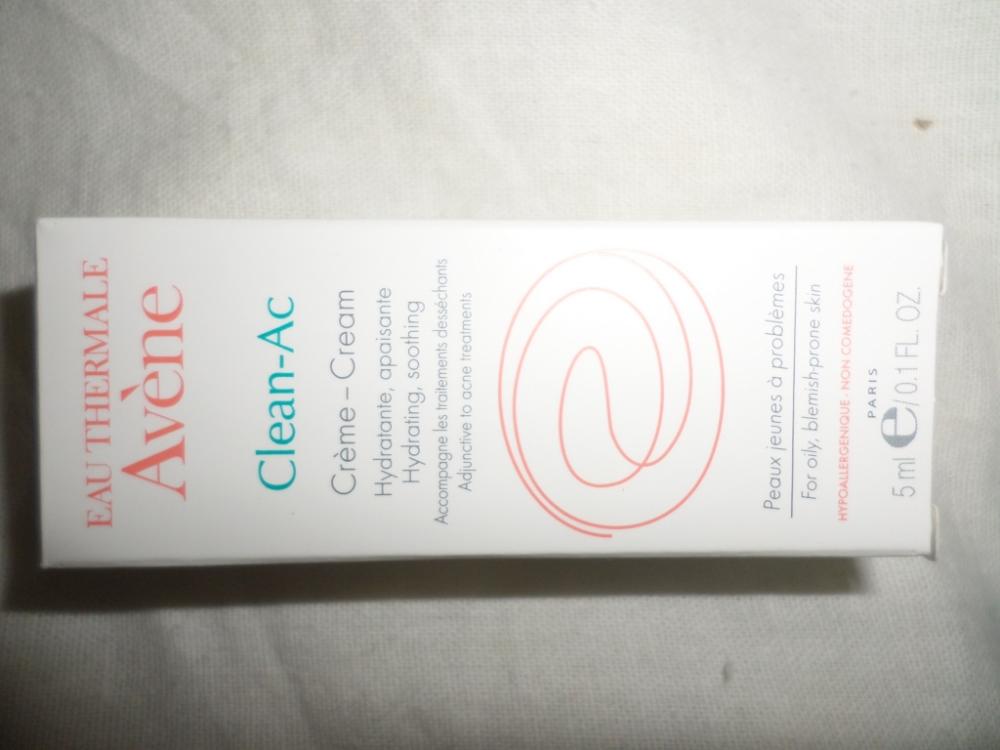 EAU THERMALE
Avène
Clean-Ac
Crème – Cream
Hydratante, apaisante
Hydrating, soothing
Accompagne les traitements desséchants
Adjunctive to acne treatments
Peaux jeunes à problèmes
For oily, blemish-prone skin
HYPOALLERGENIQUE - NON COMEDOGENE
PARIS
5 ml e/0.1 FL. OZ.